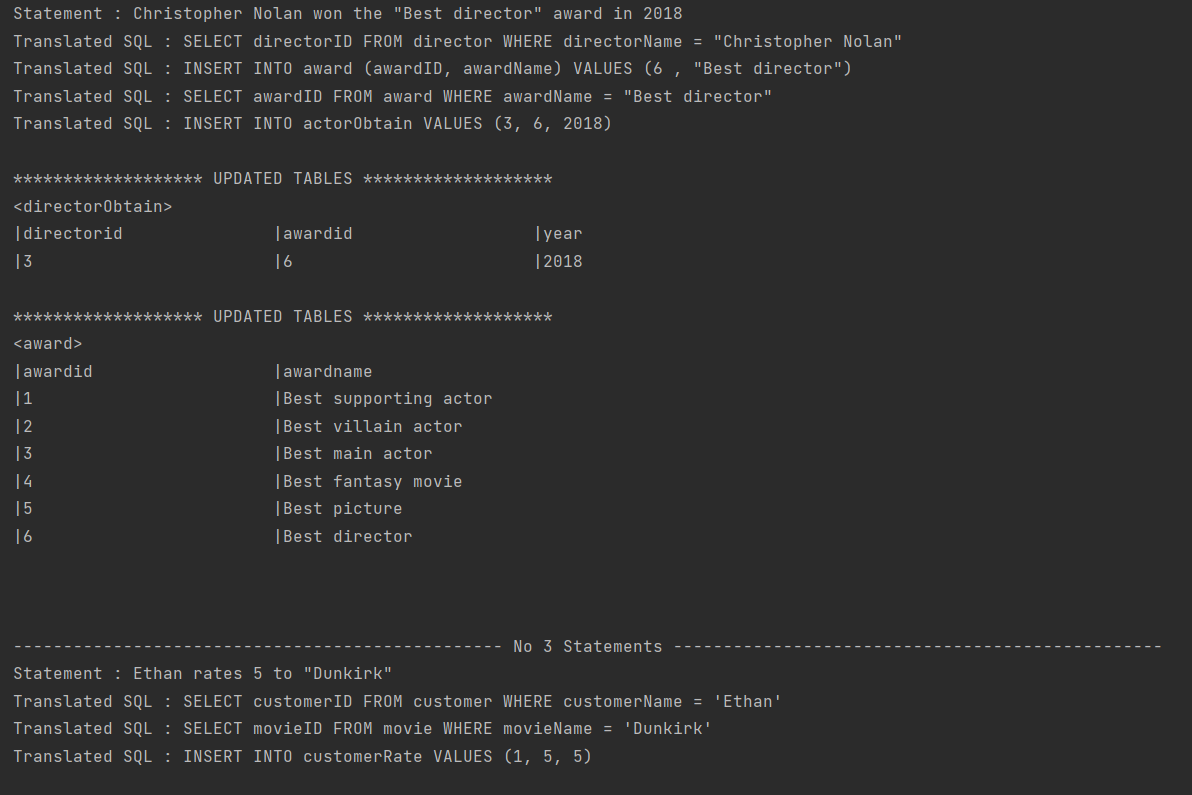 Statement : Christopher Nolan won the "Best director" award in 2018
Translated SQL : SELECT directorID FROM director WHERE directorName = "Christopher Nolan"
Translated SQL : INSERT INTO award (awardID, awardName) VALUES (6 , "Best director")
Translated SQL : SELECT awardID FROM award WHERE awardName = "Best director"
Translated SQL : INSERT INTO actorObtain VALUES (3, 6, 2018)
******************* UPDATED TABLES *******************
<directorObtain>
|directorid |awardid |year
|3 |6 |2018
******************* UPDATED TABLES *******************
<award>
|awardid |awardname
|1 |Best supporting actor
|2 |Best villain actor
|3 |Best main actor
|4 |Best fantasy movie
|5 |Best picture
|6 |Best director
------------------------------------------------- No 3 Statements -------------------------------------------------
Statement : Ethan rates 5 to "Dunkirk"
Translated SQL : SELECT customerID FROM customer WHERE customerName = 'Ethan'
Translated SQL : SELECT movieID FROM movie WHERE movieName = 'Dunkirk'
Translated SQL : INSERT INTO customerRate VALUES (1, 5, 5)